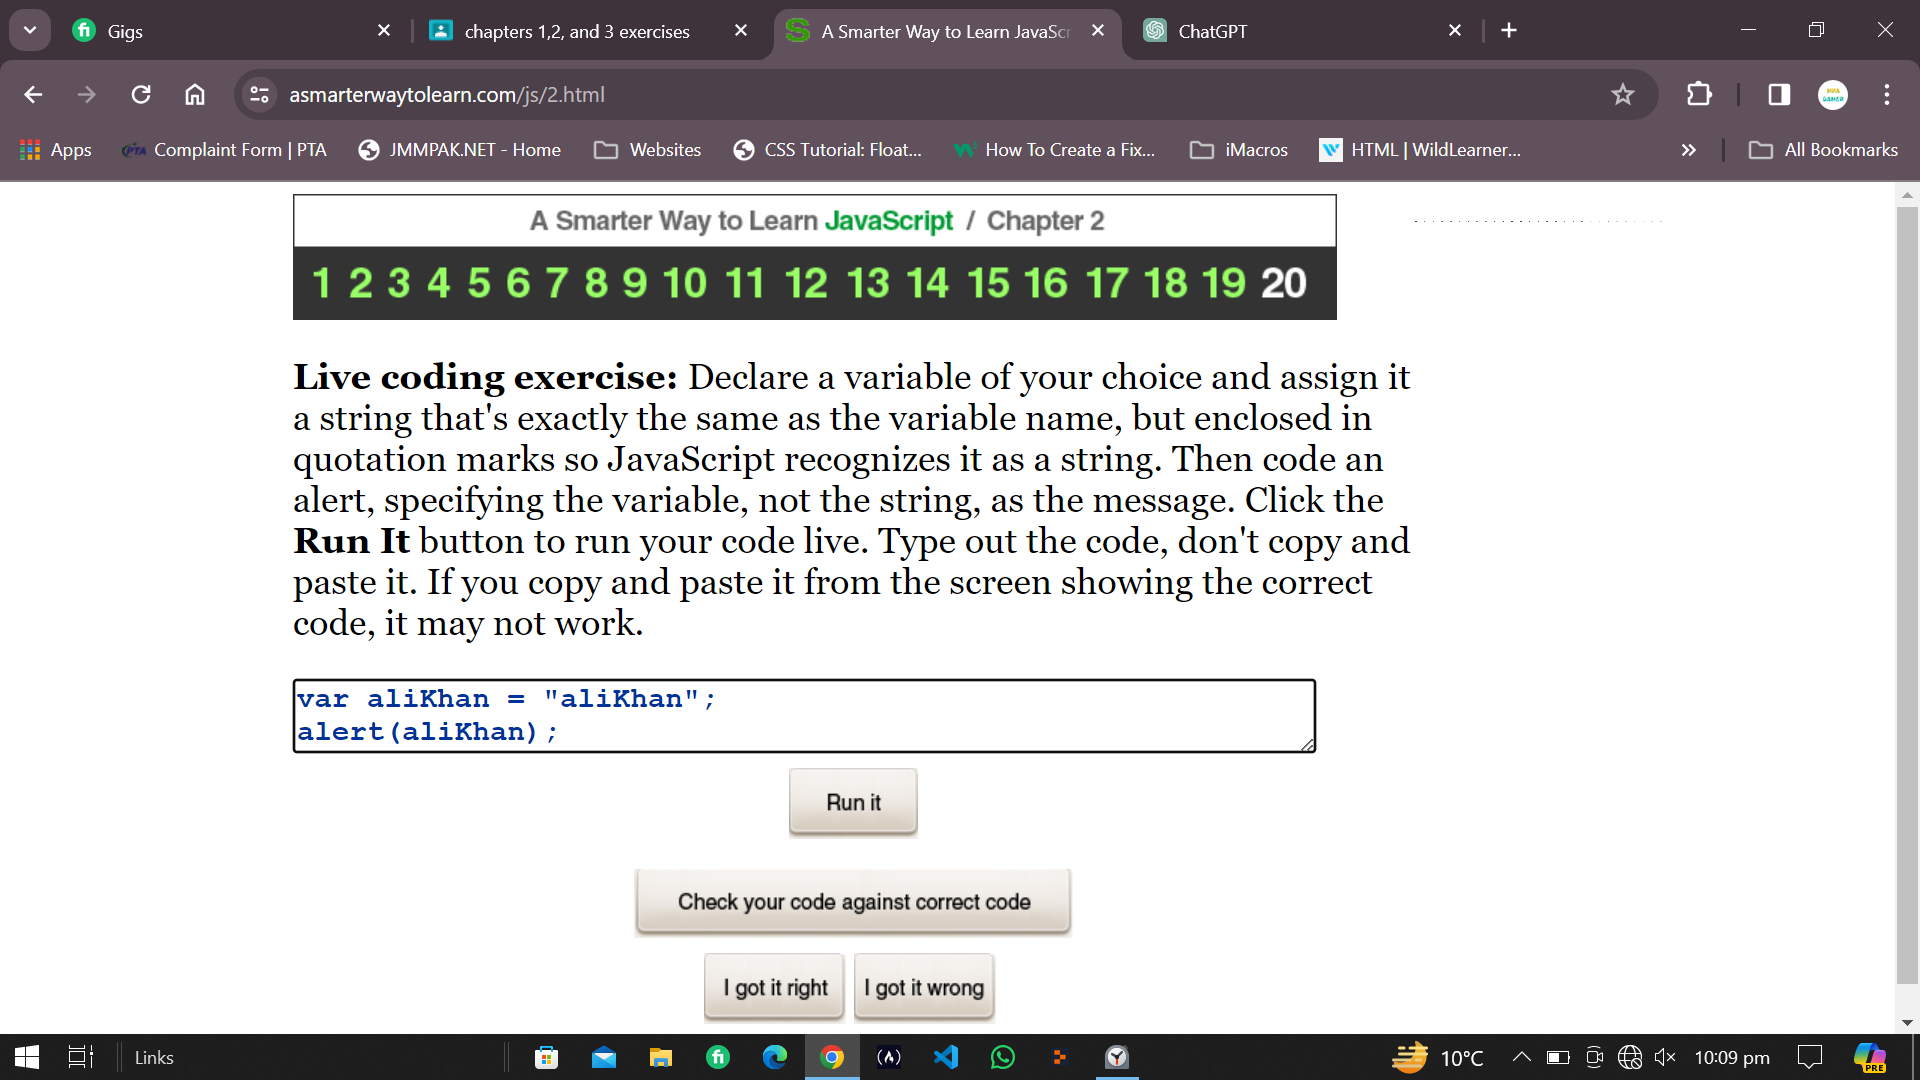 Gigs
chapters 1,2, and 3 exercises
A Smarter Way to Learn JavaScr
ChatGPT
asmarterwaytolearn.com/js/2.html
Apps
Complaint Form | PTA
JMMPAK.NET - Home
Websites
CSS Tutorial: Float...
How To Create a Fix...
iMacros
HTML | WildLearner...
All Bookmarks
A Smarter Way to Learn JavaScript / Chapter 2
1 2 3 4 5 6 7 8 9 10 11 12 13 14 15 16 17 18 19 20
Live coding exercise: Declare a variable of your choice and assign it
a string that's exactly the same as the variable name, but enclosed in
quotation marks so JavaScript recognizes it as a string. Then code an
alert, specifying the variable, not the string, as the message. Click the
Run It button to run your code live. Type out the code, don't copy and
paste it. If you copy and paste it from the screen showing the correct
code, it may not work.
var aliKhan = "aliKhan";
alert(aliKhan);
Run it
Check your code against correct code
I got it right
I got it wrong
Links
10°C
10:09 pm
PRE